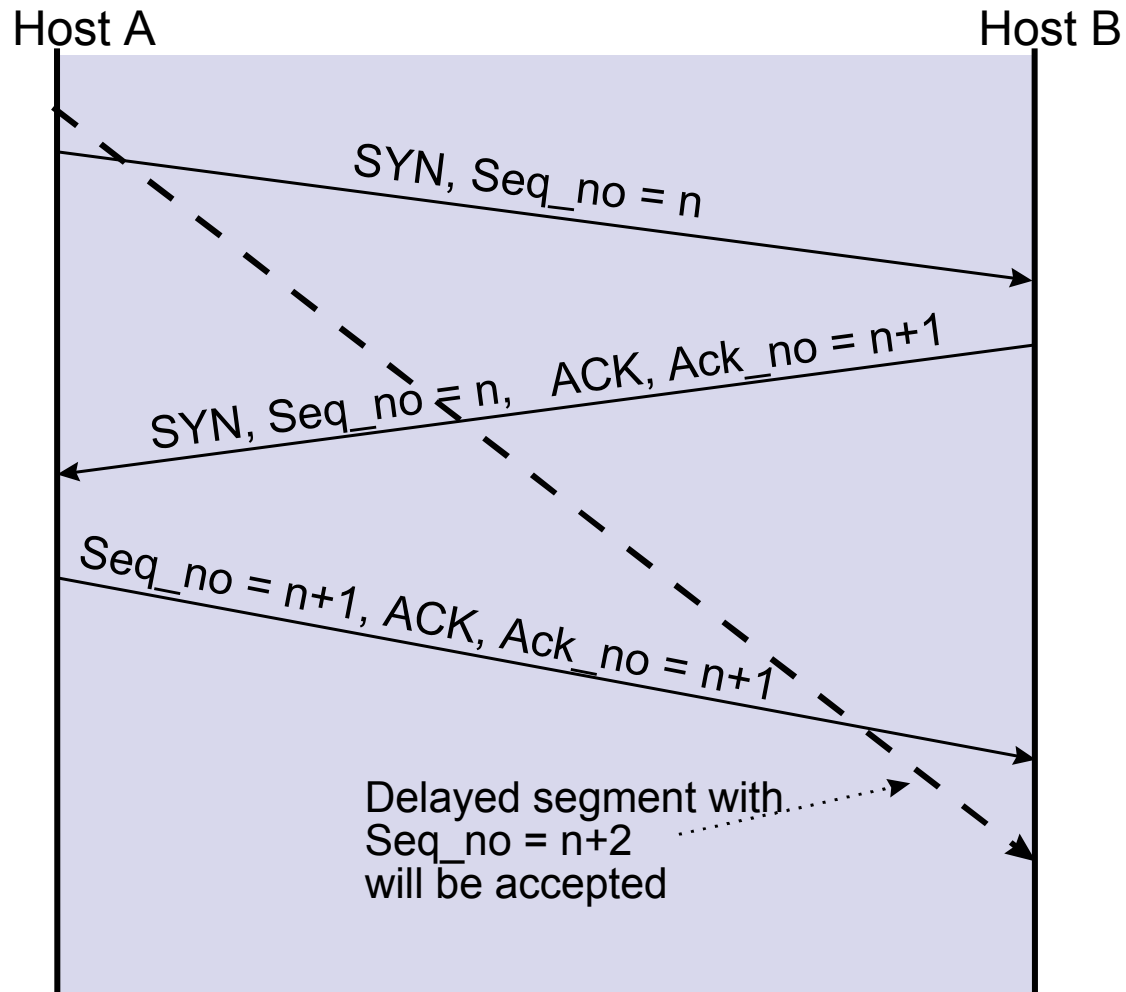 Host A
Host B
SYN, Seq_no = n
SYN, Seq_no = n, ACK, Ack_no = n+1
Seq_no = n+1, ACK, Ack_no = n+1
Delayed segment with
Seq_no = n+2
will be accepted